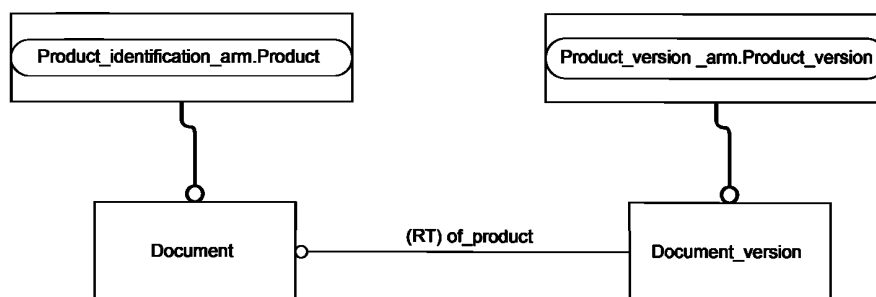 Product_identification_arm.Product
Product_version _arm.Product_version
(RT) of_product
Document
Document_version